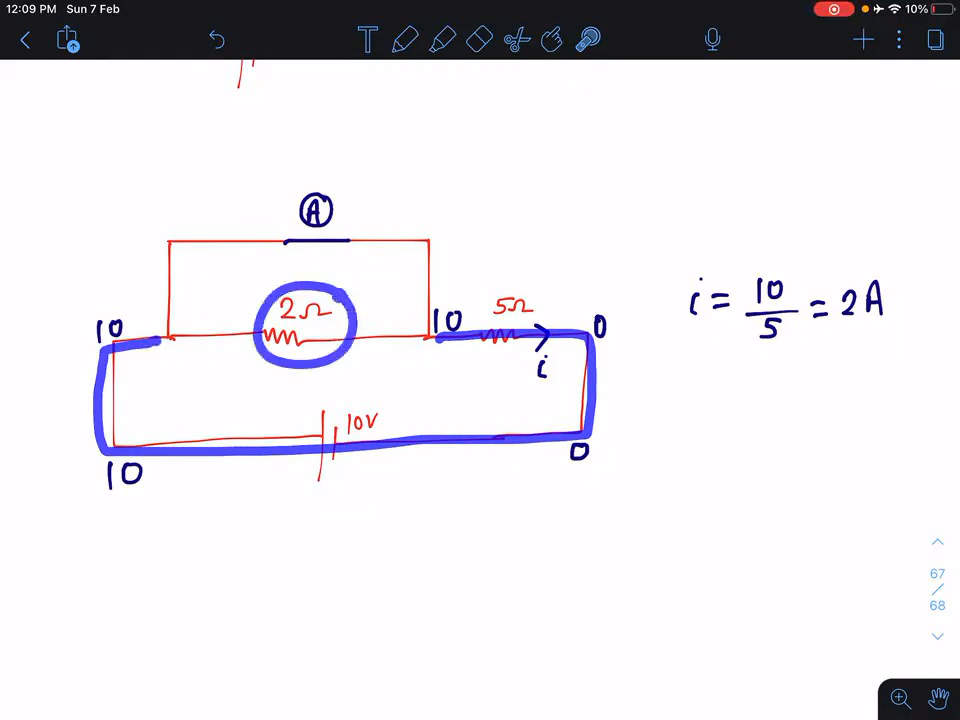 12:09 PM Sun 7 Feb
10%
T
A
2Ω
5Ω
i = 10/5 = 2A
10
10
0
i
10V
10
0
67
/
68